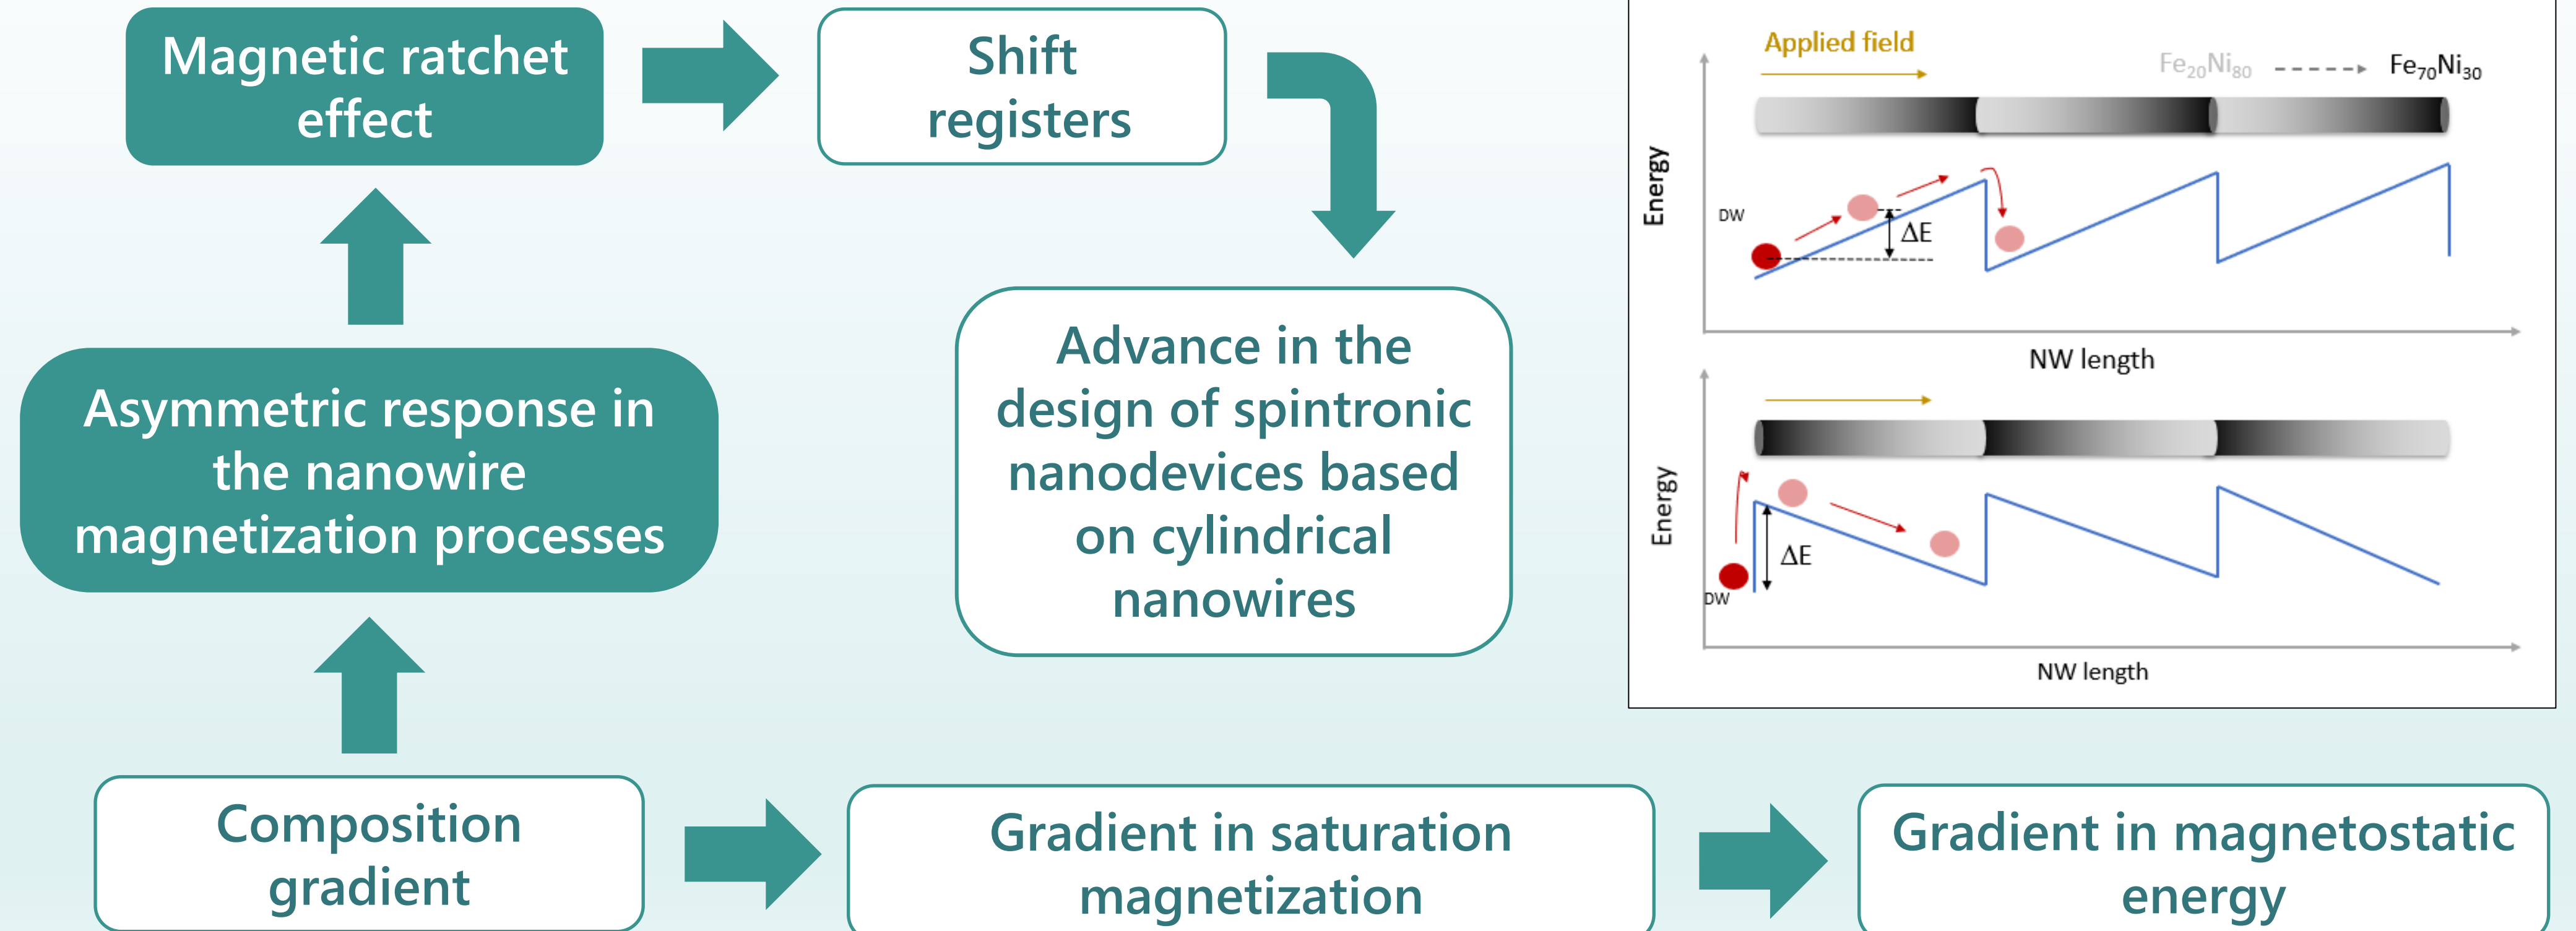 Magnetic ratchet
effect
Shift
registers
Asymmetric response in
the nanowire
magnetization processes
Advance in the
design of spintronic
nanodevices based
on cylindrical
nanowires
Composition
gradient
Gradient in saturation
magnetization
Gradient in magnetostatic
energy
Applied field
Fe₂₀Ni₈₀
Fe₇₀Ni₃₀
Energy
DW
ΔE
NW length
Energy
ΔE
DW
NW length